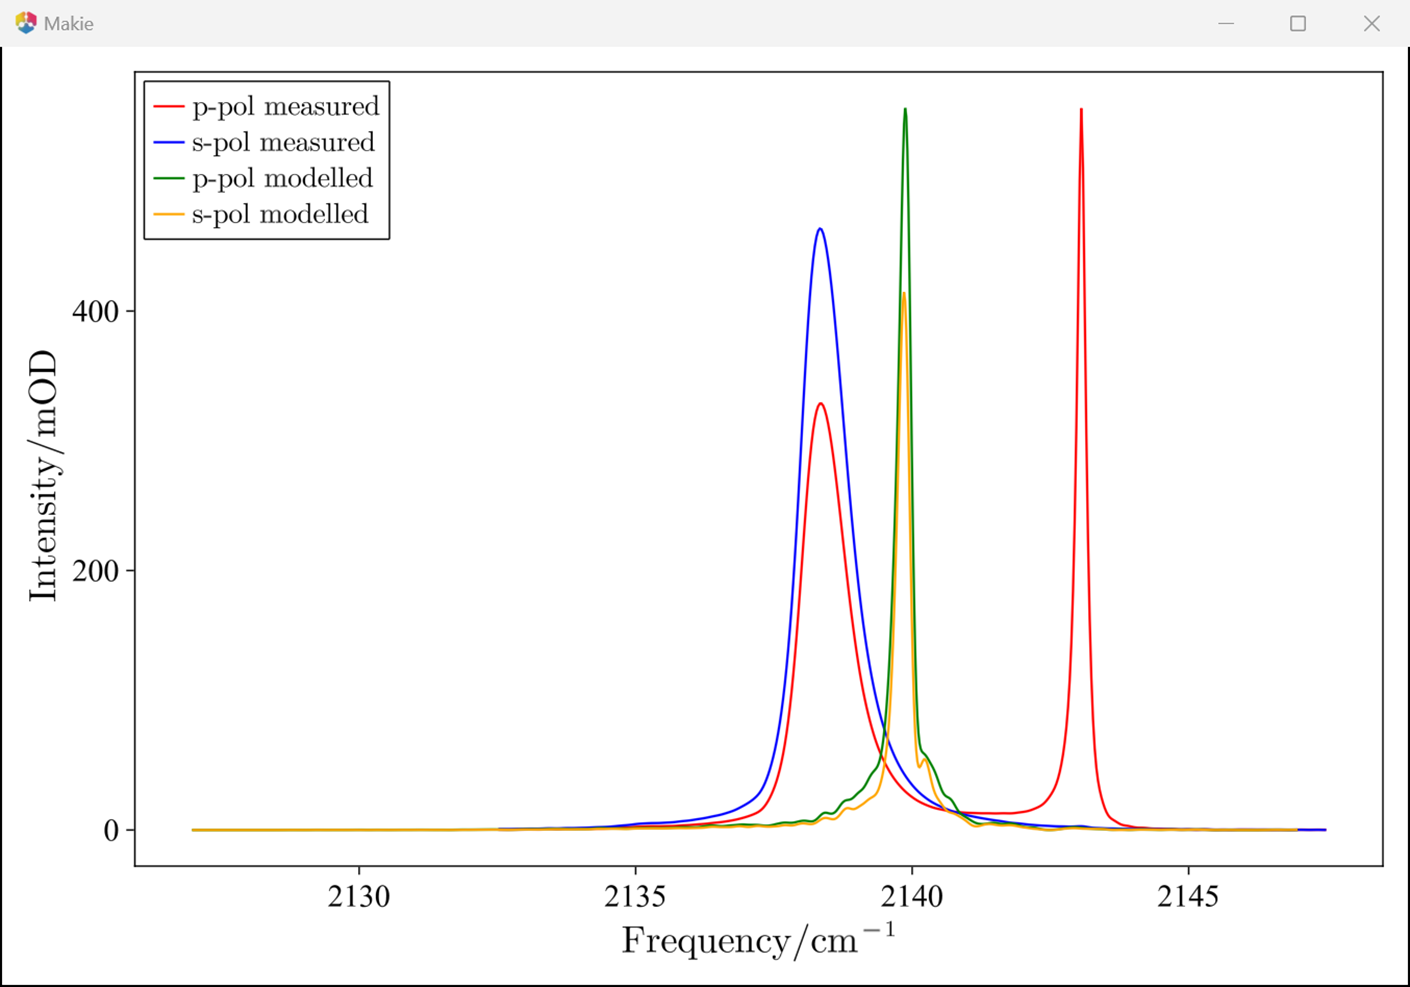 Makie
p-pol measured
s-pol measured
p-pol modelled
s-pol modelled
400
200
0
Intensity/mOD
2130 2135 2140 2145
Frequency/cm⁻¹